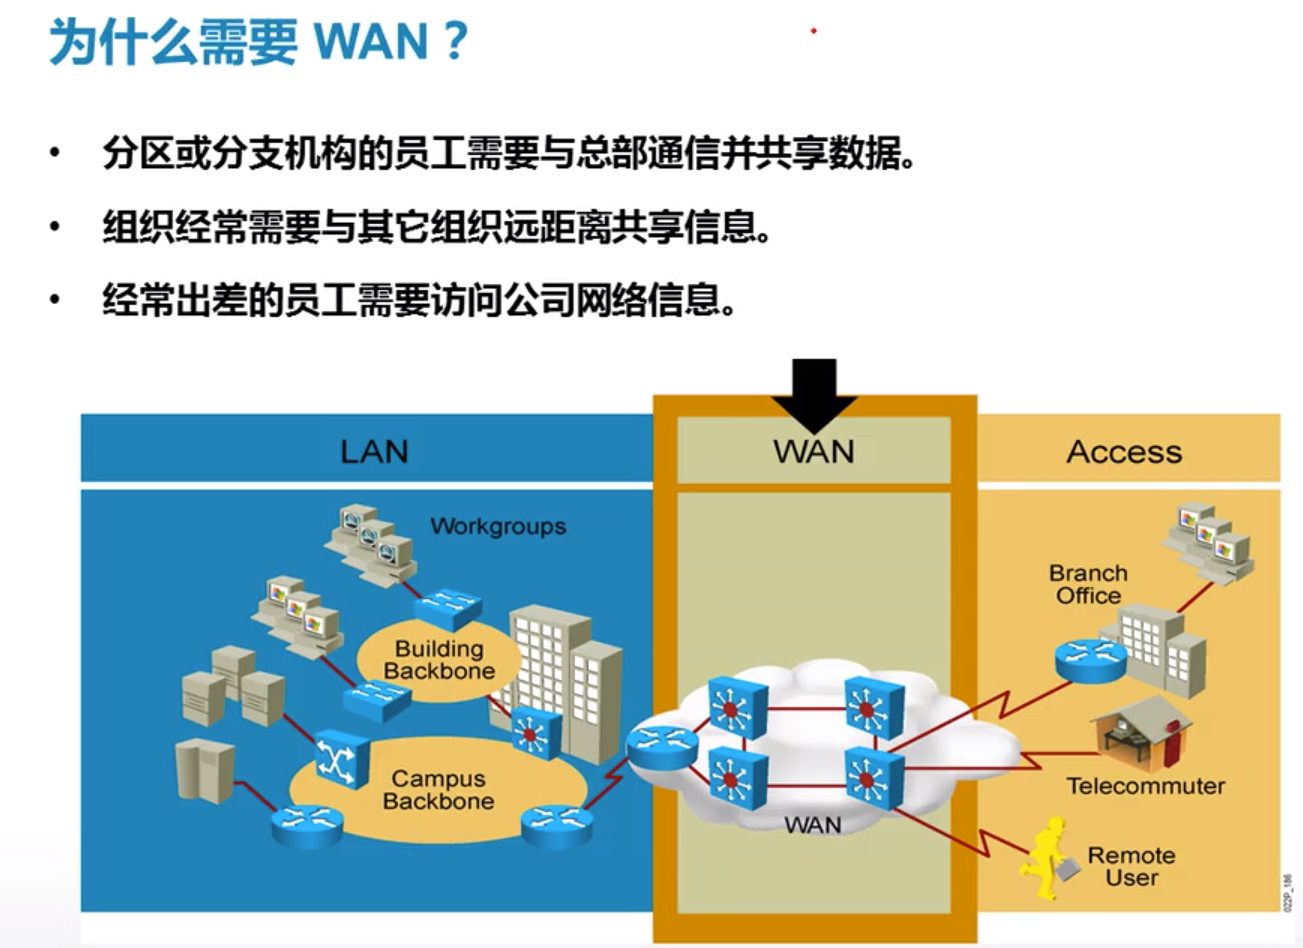 为什么需要 WAN？
• 分区或分支机构的员工需要与总部通信并共享数据。
• 组织经常需要与其它组织远距离共享信息。
• 经常出差的员工需要访问公司网络信息。
LAN
WAN
Access
Workgroups
Building
Backbone
Campus
Backbone
WAN
Branch
Office
Telecommuter
Remote
User
022P_186